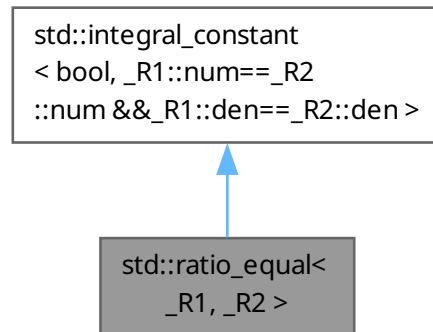 std::integral_constant
< bool, _R1::num==_R2
::num &&_R1::den==_R2::den >
std::ratio_equal<
_R1, _R2 >